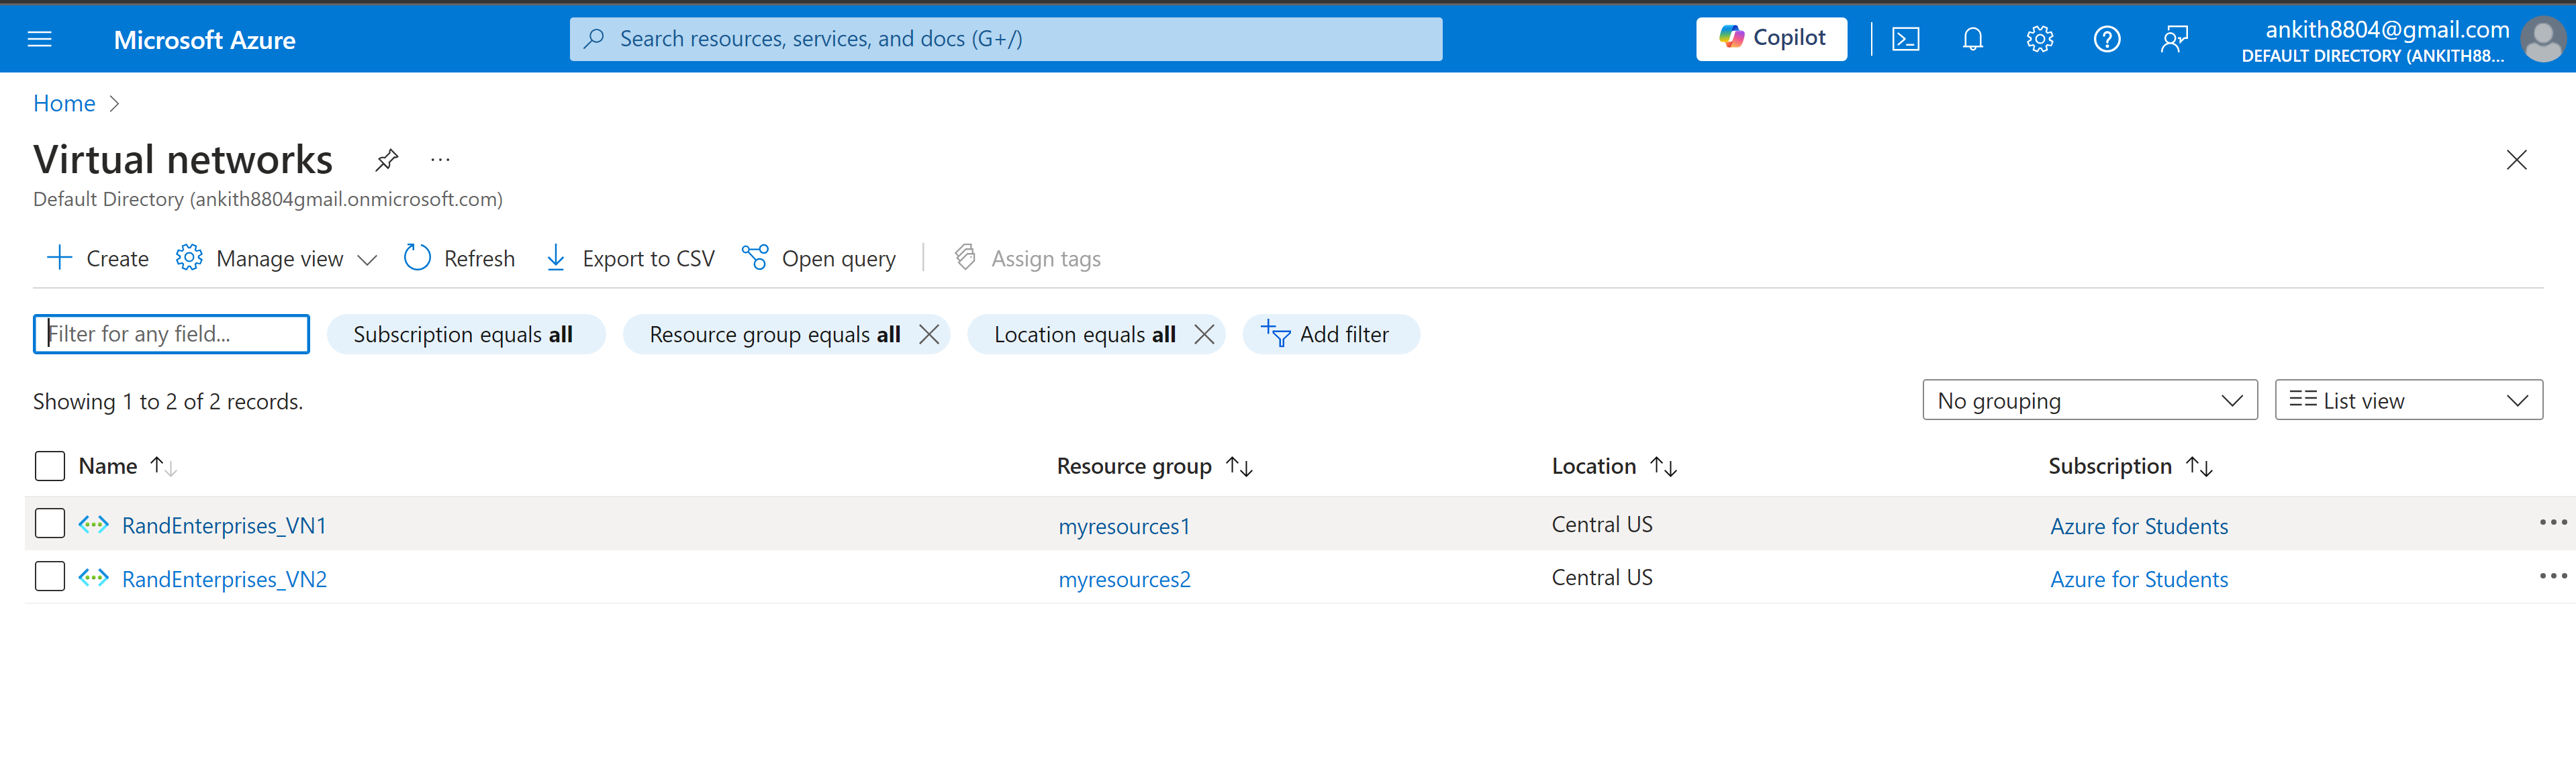 Microsoft Azure
Search resources, services, and docs (G+/)
Copilot
ankith8804@gmail.com
DEFAULT DIRECTORY (ANKITH88...
Home
Virtual networks
Default Directory (ankith8804gmail.onmicrosoft.com)
Create Manage view Refresh Export to CSV Open query Assign tags
Filter for any field... Subscription equals all Resource group equals all Location equals all Add filter
Showing 1 to 2 of 2 records. No grouping List view
Name Resource group Location Subscription
RandEnterprises_VN1 myresources1 Central US Azure for Students
RandEnterprises_VN2 myresources2 Central US Azure for Students